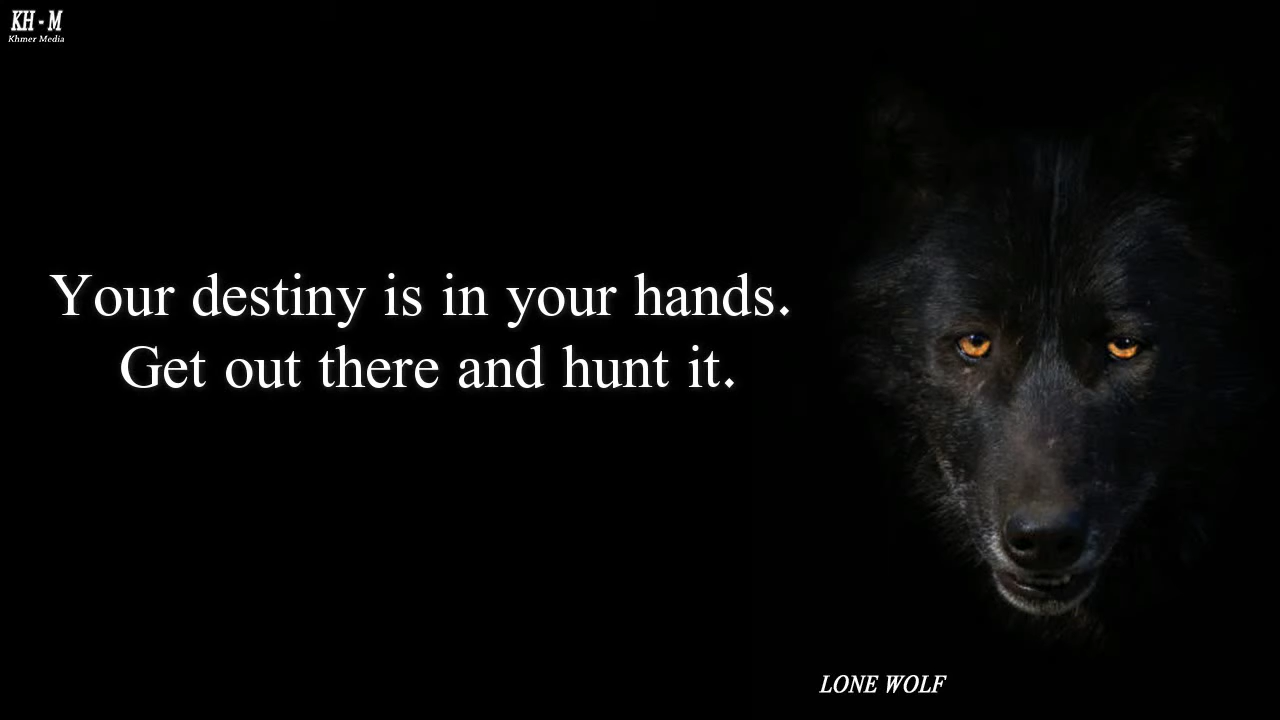 KH - M
Khmer Media
Your destiny is in your hands.
Get out there and hunt it.
LONE WOLF